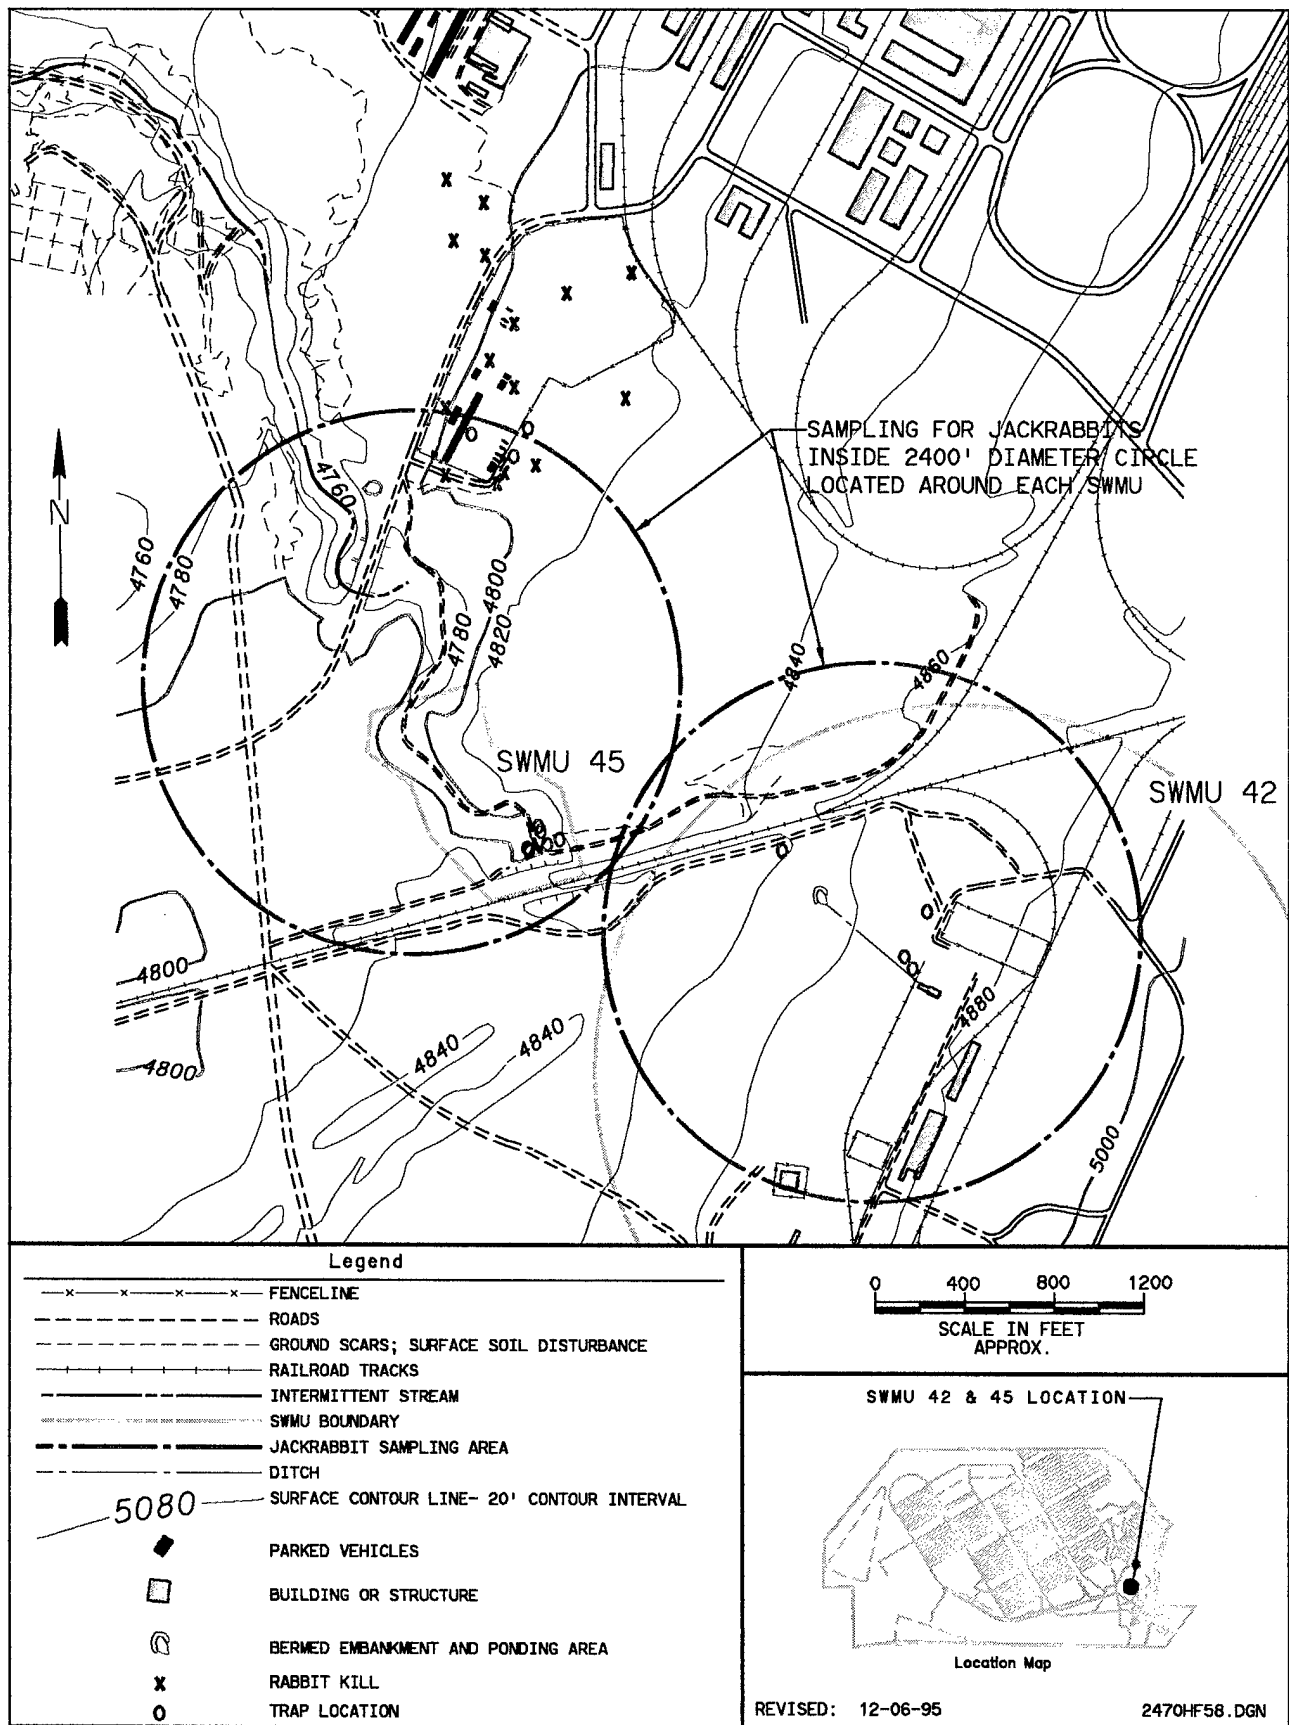 SAMPLING FOR JACKRABBITS
INSIDE 2400' DIAMETER CIRCLE
LOCATED AROUND EACH SWMU
N
4760
4760
4780
4800
4780
4820
4840
4860
SWMU 45
SWMU 42
4800
4800
4840
4840
4880
5000
Legend
FENCELINE
ROADS
GROUND SCARS; SURFACE SOIL DISTURBANCE
RAILROAD TRACKS
INTERMITTENT STREAM
SWMU BOUNDARY
JACKRABBIT SAMPLING AREA
DITCH
5080
SURFACE CONTOUR LINE- 20' CONTOUR INTERVAL
PARKED VEHICLES
BUILDING OR STRUCTURE
BERMED EMBANKMENT AND PONDING AREA
X RABBIT KILL
O TRAP LOCATION
0 400 800 1200
SCALE IN FEET
APPROX.
SWMU 42 & 45 LOCATION
Location Map
REVISED: 12-06-95
2470HF58.DGN